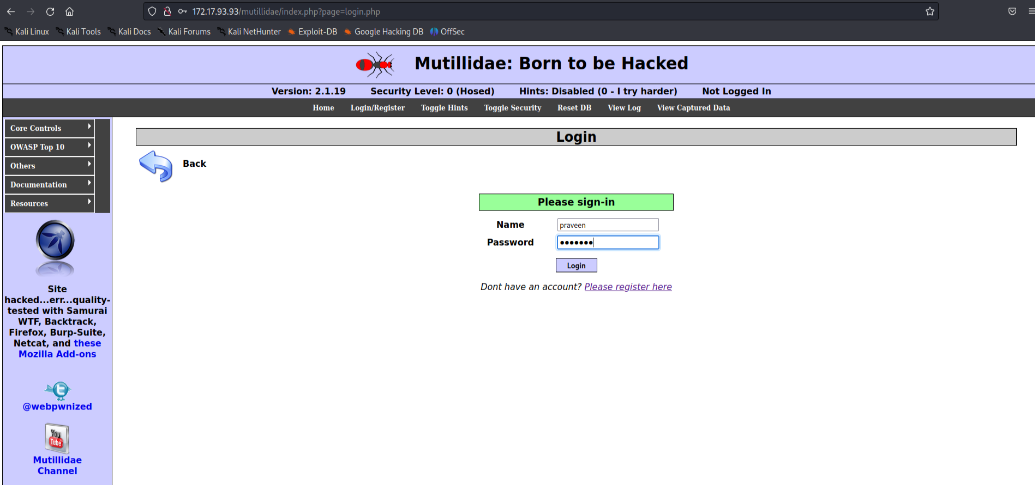 172.17.93.93/mutillidae/index.php?page=login.php
Kali Linux Kali Tools Kali Docs Kali Forums Kali NetHunter Exploit-DB Google Hacking DB OffSec
Mutillidae: Born to be Hacked
Version: 2.1.19 Security Level: 0 (Hosed) Hints: Disabled (0 - I try harder) Not Logged In
Home Login/Register Toggle Hints Toggle Security Reset DB View Log View Captured Data
Core Controls
OWASP Top 10
Others
Documentation
Resources
Site
hacked...err...quality-
tested with Samurai
WTF, Backtrack,
Firefox, Burp-Suite,
Netcat, and these
Mozilla Add-ons
@webpwnized
Mutillidae
Channel
Login
Back
Please sign-in
Name praveen
Password •••••••
Login
Dont have an account? Please register here